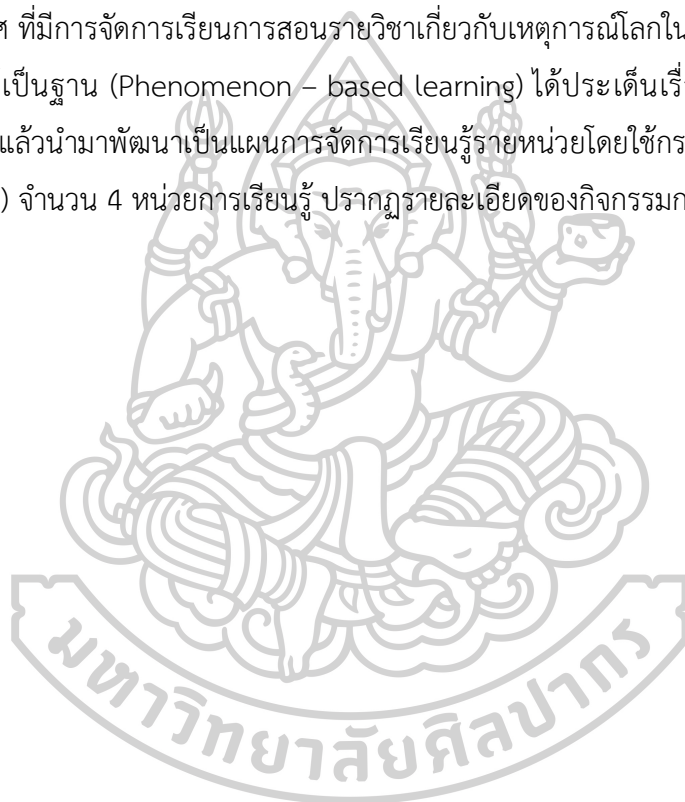 ที่มีการจัดการเรียนการสอนรายวิชาเกี่ยวกับเหตุการณ์โลกใน
เป็นฐาน (Phenomenon – based learning) ได้ประเด็นเรื่
แล้วนำมาพัฒนาเป็นแผนการจัดการเรียนรู้รายหน่วยโดยใช้กร
) จำนวน 4 หน่วยการเรียนรู้ ปรากฏรายละเอียดของกิจกรรมก
มหาวิทยาลัยศิลปากร